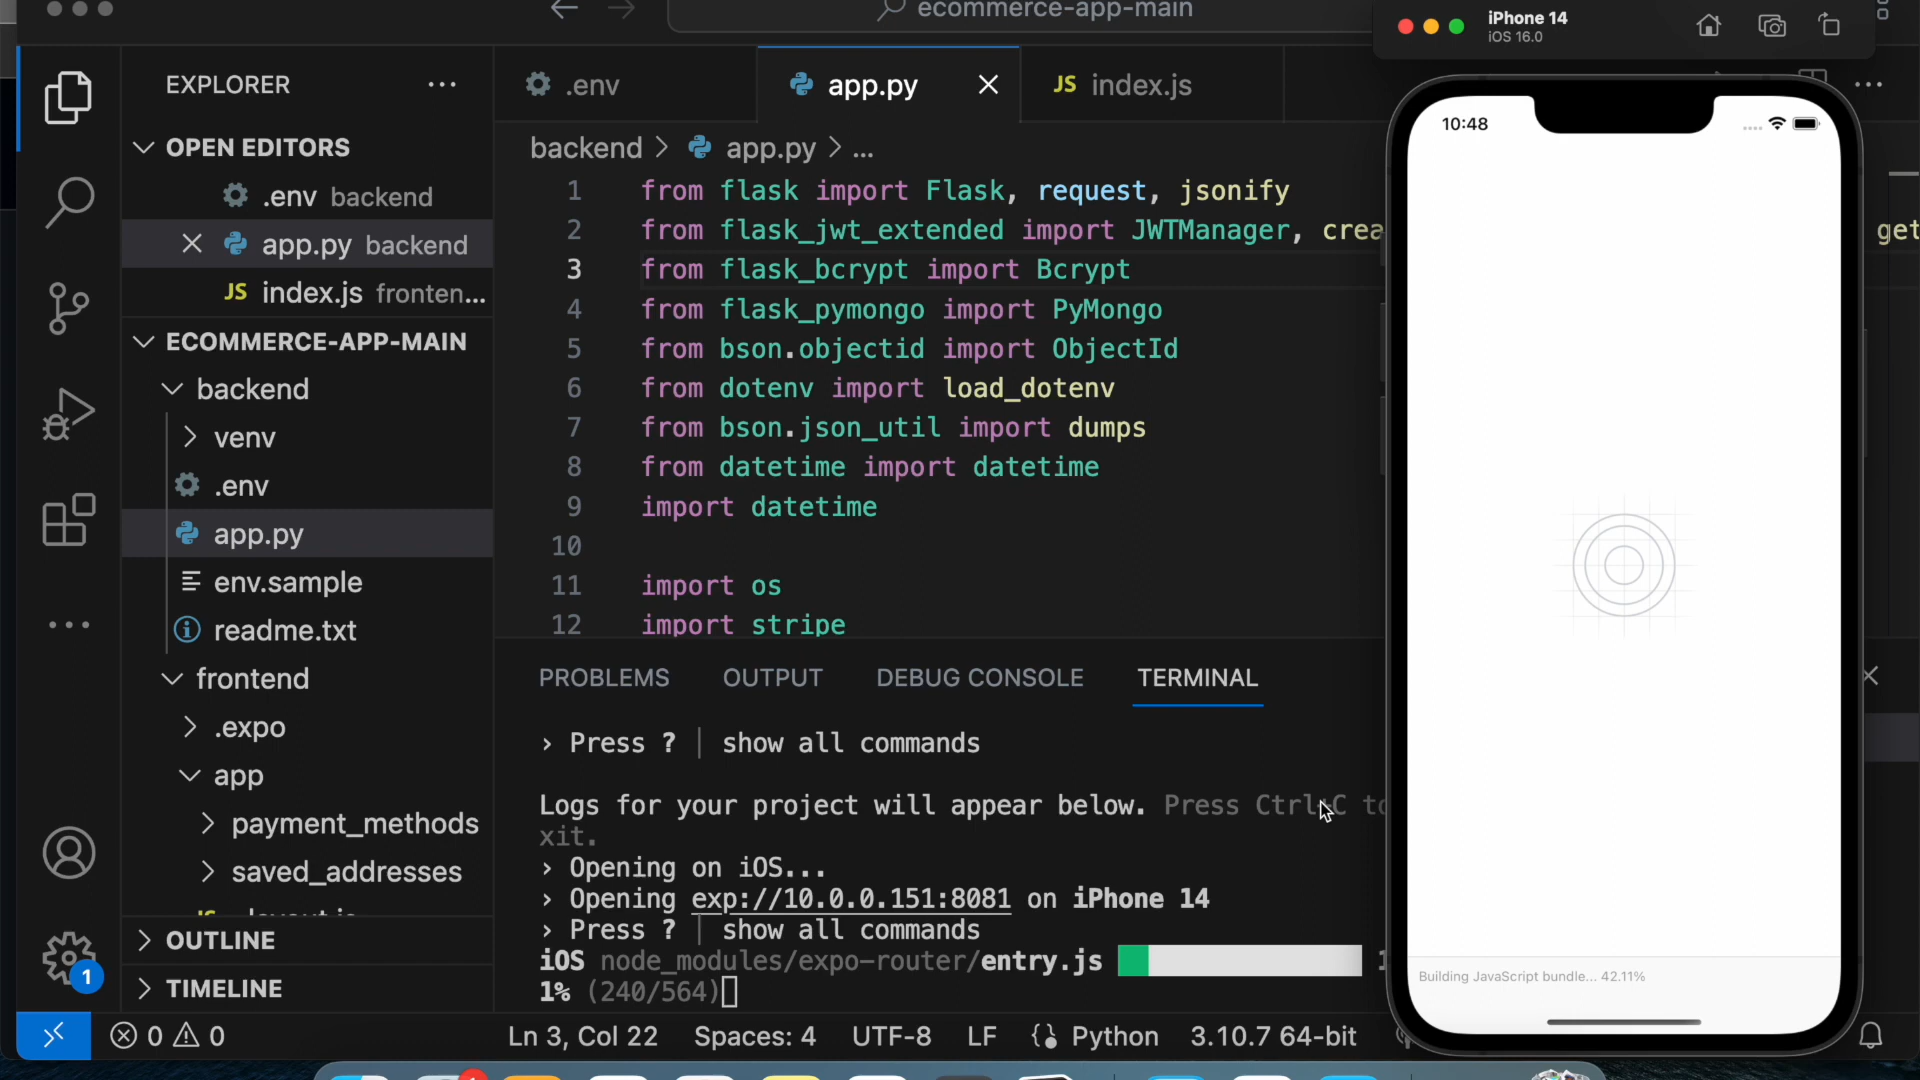 ecommerce-app-main
EXPLORER
OPEN EDITORS
.env backend
app.py backend
JS index.js fronten...
ECOMMERCE-APP-MAIN
backend
venv
.env
app.py
env.sample
readme.txt
frontend
.expo
app
payment_methods
saved_addresses
OUTLINE
TIMELINE
1
.env
app.py
JS index.js
backend > app.py > ...
1 from flask import Flask, request, jsonify
2 from flask_jwt_extended import JWTManager, crea
get
3 from flask_bcrypt import Bcrypt
4 from flask_pymongo import PyMongo
5 from bson.objectid import ObjectId
6 from dotenv import load_dotenv
7 from bson.json_util import dumps
8 from datetime import datetime
9 import datetime
10
11 import os
12 import stripe
PROBLEMS OUTPUT DEBUG CONSOLE TERMINAL
› Press ? │ show all commands
Logs for your project will appear below. Press Ctrl+C to
xit.
› Opening on iOS...
› Opening exp://10.0.0.151:8081 on iPhone 14
› Press ? │ show all commands
iOS node_modules/expo-router/entry.js 1
1% (240/564)
0 0 Ln 3, Col 22 Spaces: 4 UTF-8 LF {} Python 3.10.7 64-bit
iPhone 14
iOS 16.0
10:48
Building JavaScript bundle... 42.11%